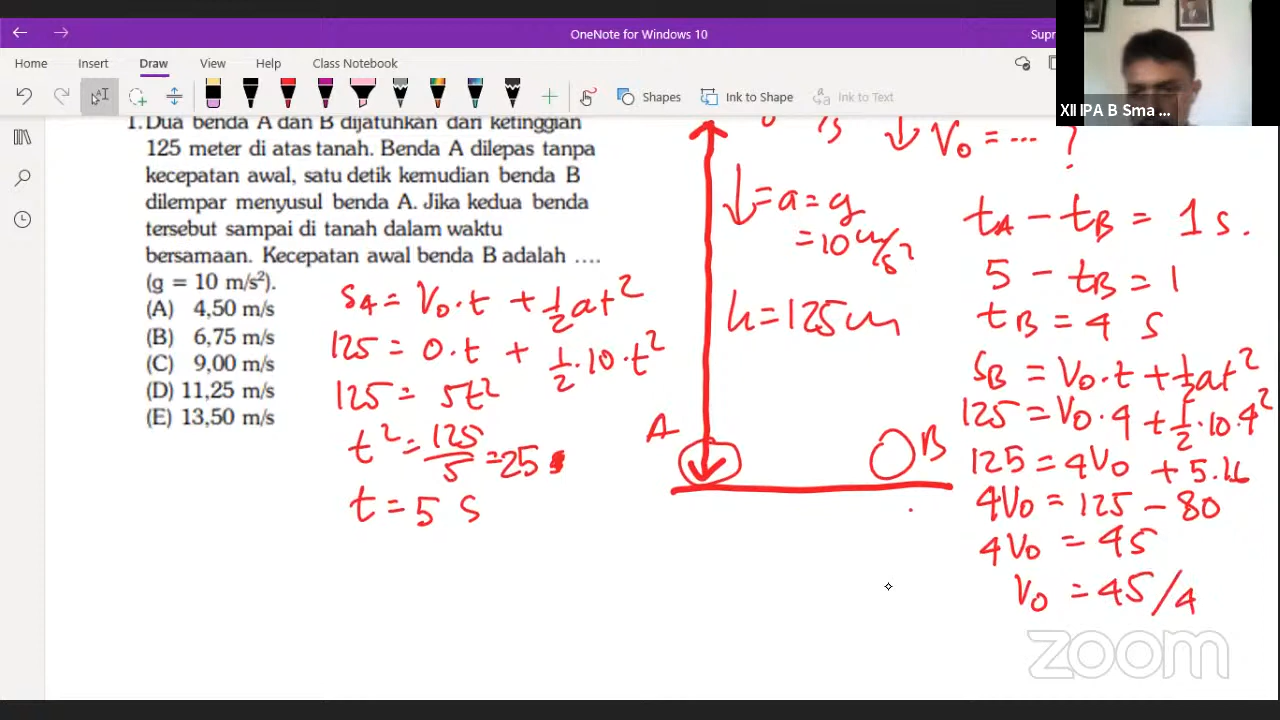 OneNote for Windows 10
Supr
Home Insert Draw View Help Class Notebook
Shapes
Ink to Shape
Ink to Text
XII IPA B Sma ...
1. Dua benda A dan B dijatuhkan dari ketinggian
125 meter di atas tanah. Benda A dilepas tanpa
kecepatan awal, satu detik kemudian benda B
dilempar menyusul benda A. Jika kedua benda
tersebut sampai di tanah dalam waktu
bersamaan. Kecepatan awal benda B adalah ....
(g = 10 m/s²).
(A) 4,50 m/s
(B) 6,75 m/s
(C) 9,00 m/s
(D) 11,25 m/s
(E) 13,50 m/s
SA = V0.t + 1/2 at²
125 = 0.t + 1/2.10.t²
125 = 5t²
t² = 125/5 = 25
t = 5 s
↓ V0 = ... ?
↓ = a = g
= 10 m/s²
h = 125 m
A
B
tA - tB = 1 s.
5 - tB = 1
tB = 4 s
SB = V0.t + 1/2 at²
125 = V0.4 + 1/2.10.4²
125 = 4V0 + 5.16
4V0 = 125 - 80
4V0 = 45
V0 = 45/4
zoom